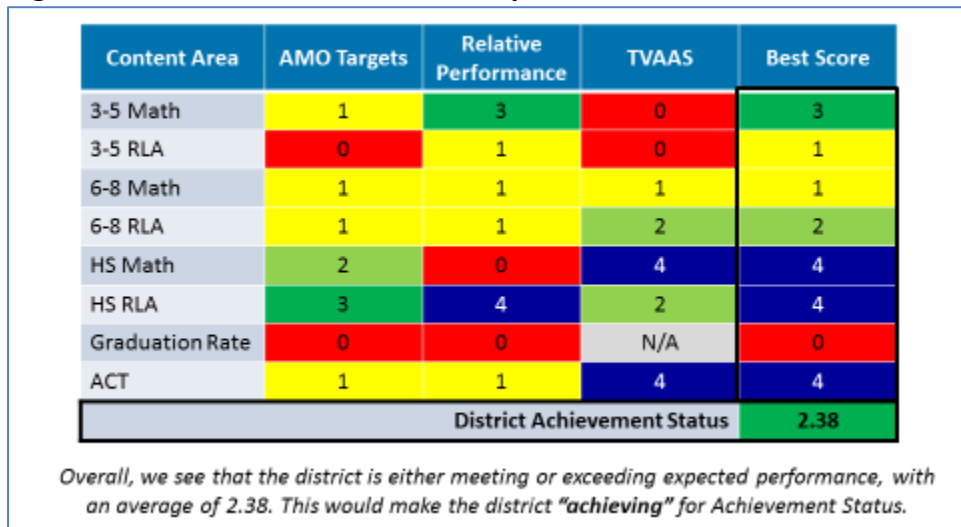 Content Area AMO Targets Relative Performance TVAAS Best Score
3-5 Math 1 3 0 3
3-5 RLA 0 1 0 1
6-8 Math 1 1 1 1
6-8 RLA 1 1 2 2
HS Math 2 0 4 4
HS RLA 3 4 2 4
Graduation Rate 0 0 N/A 0
ACT 1 1 4 4
District Achievement Status 2.38
Overall, we see that the district is either meeting or exceeding expected performance, with
an average of 2.38. This would make the district “achieving” for Achievement Status.